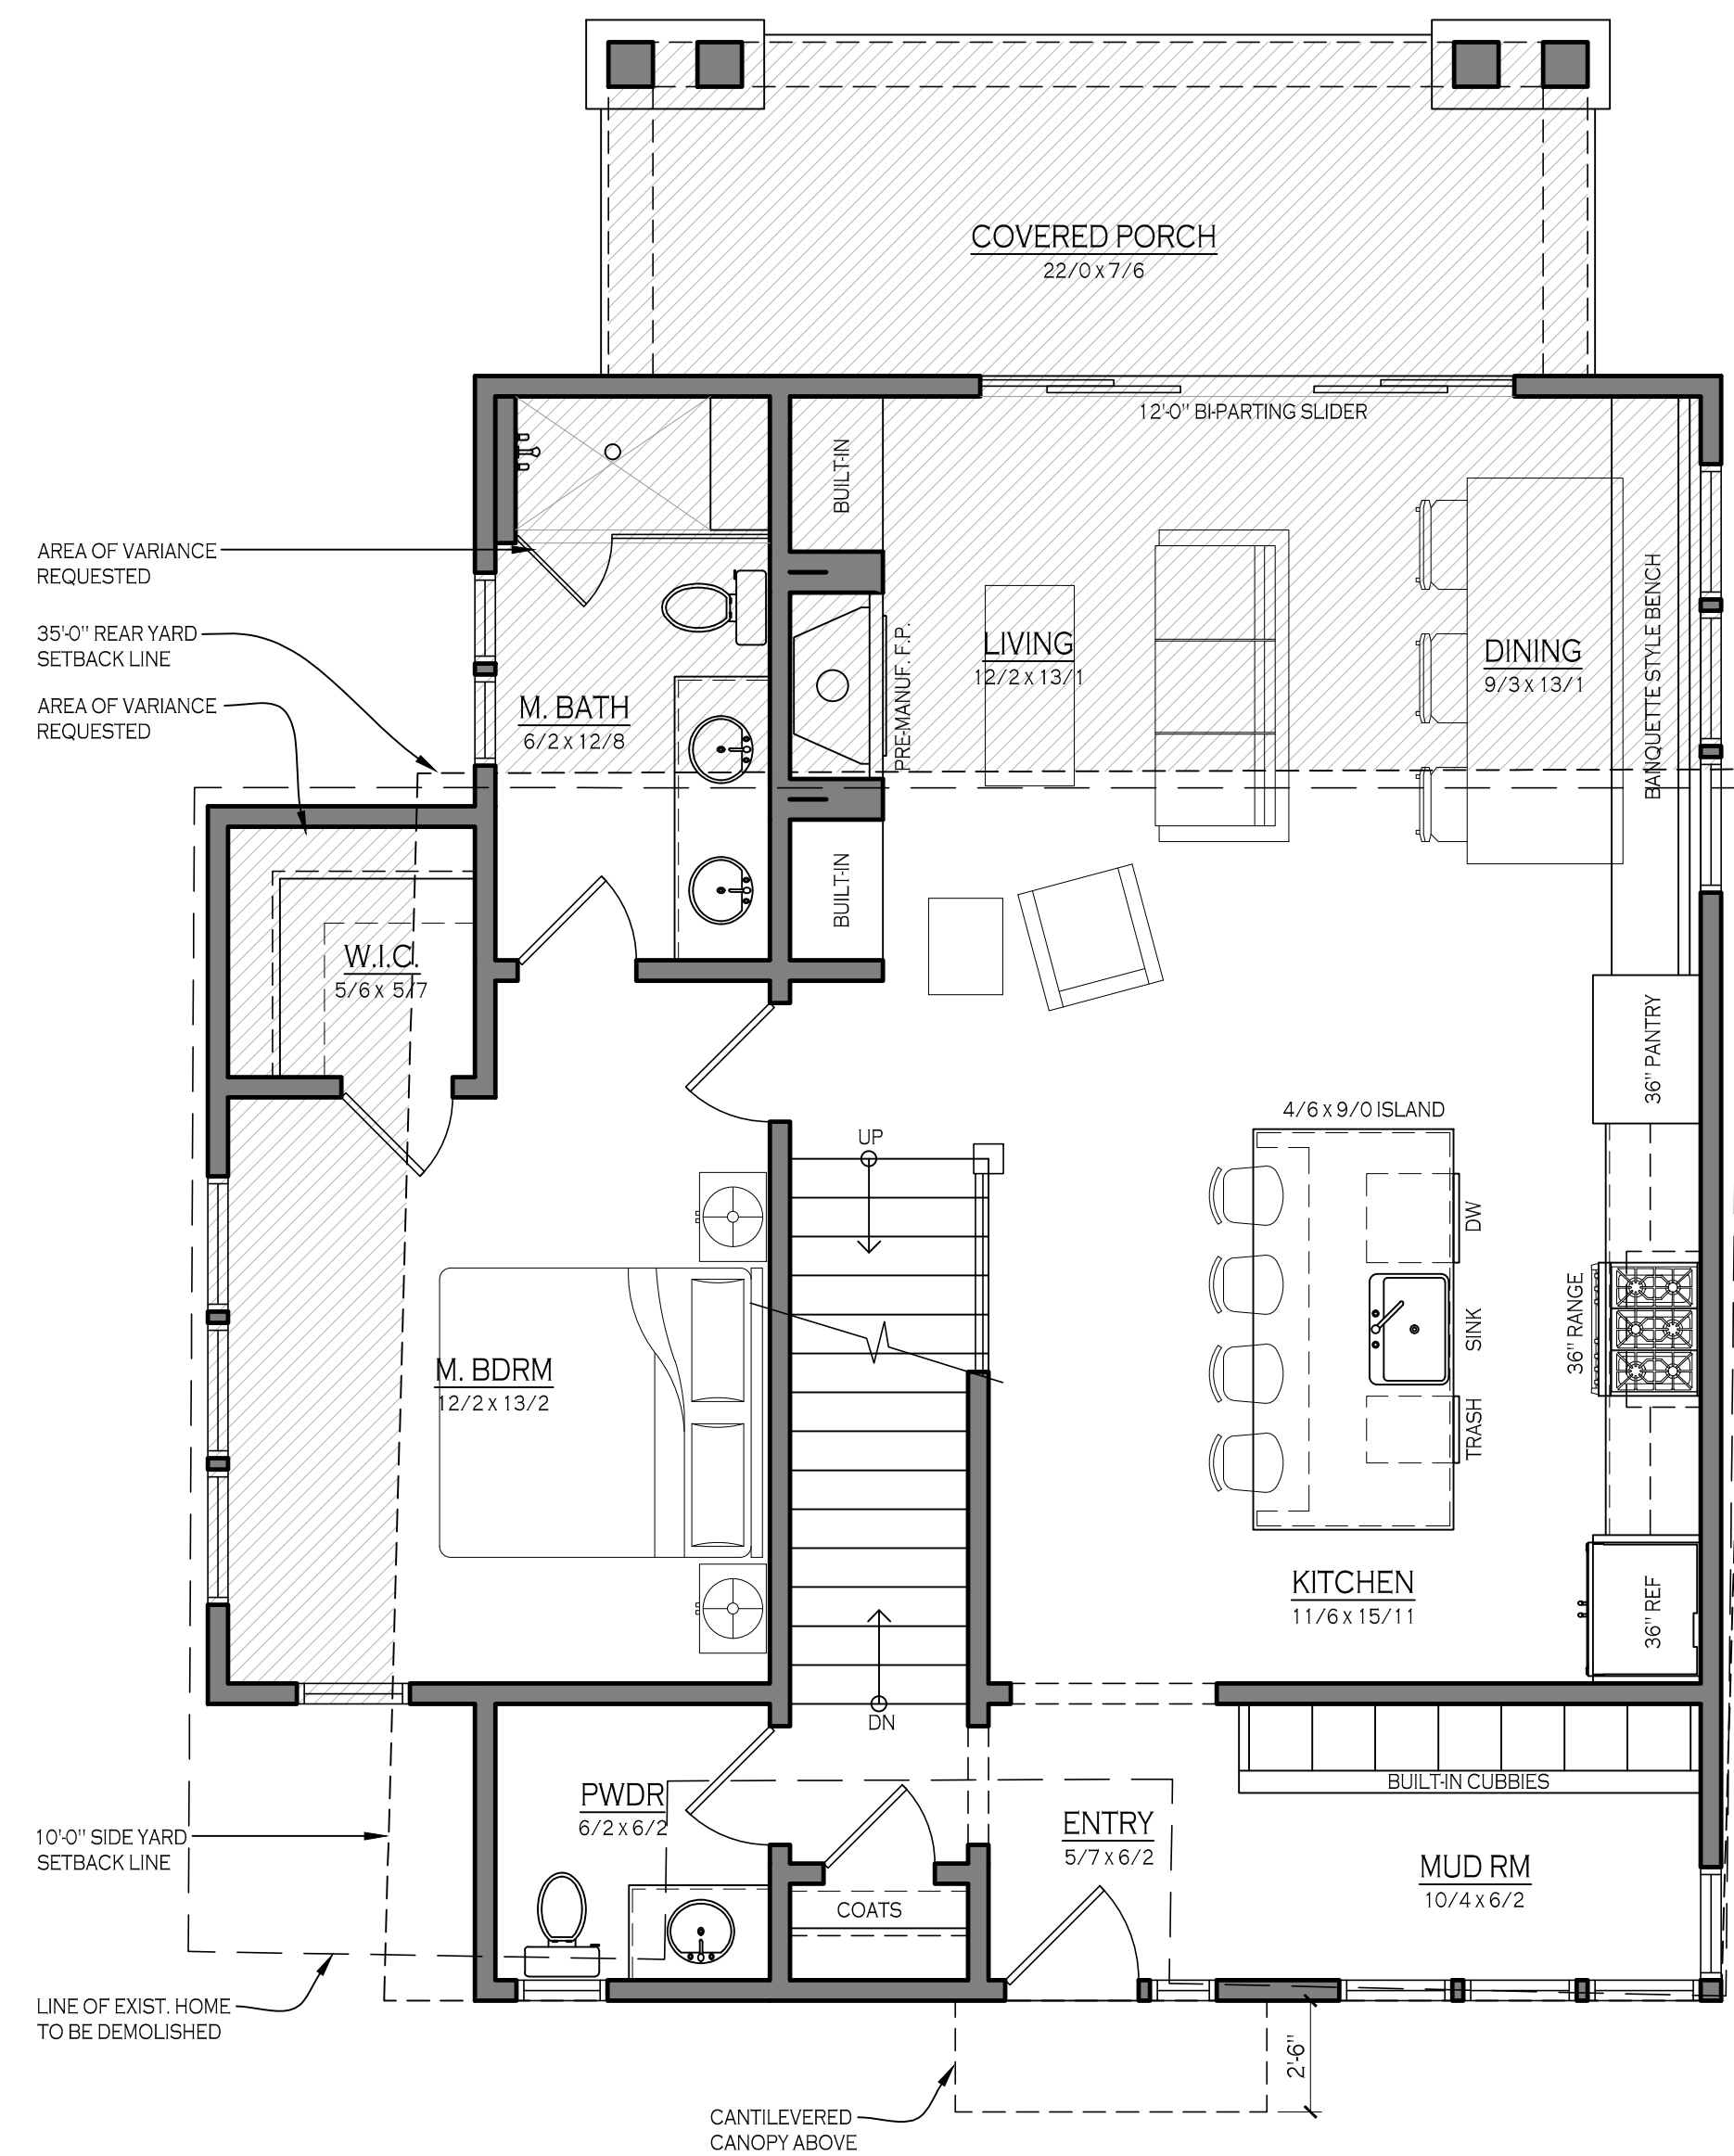 COVERED PORCH
22/0 x 7/6
12'-0" BI-PARTING SLIDER
BUILT-IN
AREA OF VARIANCE
REQUESTED
35'-0" REAR YARD
SETBACK LINE
AREA OF VARIANCE
REQUESTED
M. BATH
6/2 x 12/8
PRE-MANUF. F.P.
LIVING
12/2 x 13/1
DINING
9/3 x 13/1
BANQUETTE STYLE BENCH
BUILT-IN
W.I.C.
5/6 x 5/7
36" PANTRY
4/6 x 9/0 ISLAND
UP
DW
SINK
TRASH
36" RANGE
M. BDRM
12/2 x 13/2
KITCHEN
11/6 x 15/11
36" REF
DN
BUILT-IN CUBBIES
PWDR
6/2 x 6/2
ENTRY
5/7 x 6/2
10'-0" SIDE YARD
SETBACK LINE
MUD RM
10/4 x 6/2
COATS
LINE OF EXIST. HOME
TO BE DEMOLISHED
2'-6"
CANTILEVERED
CANOPY ABOVE